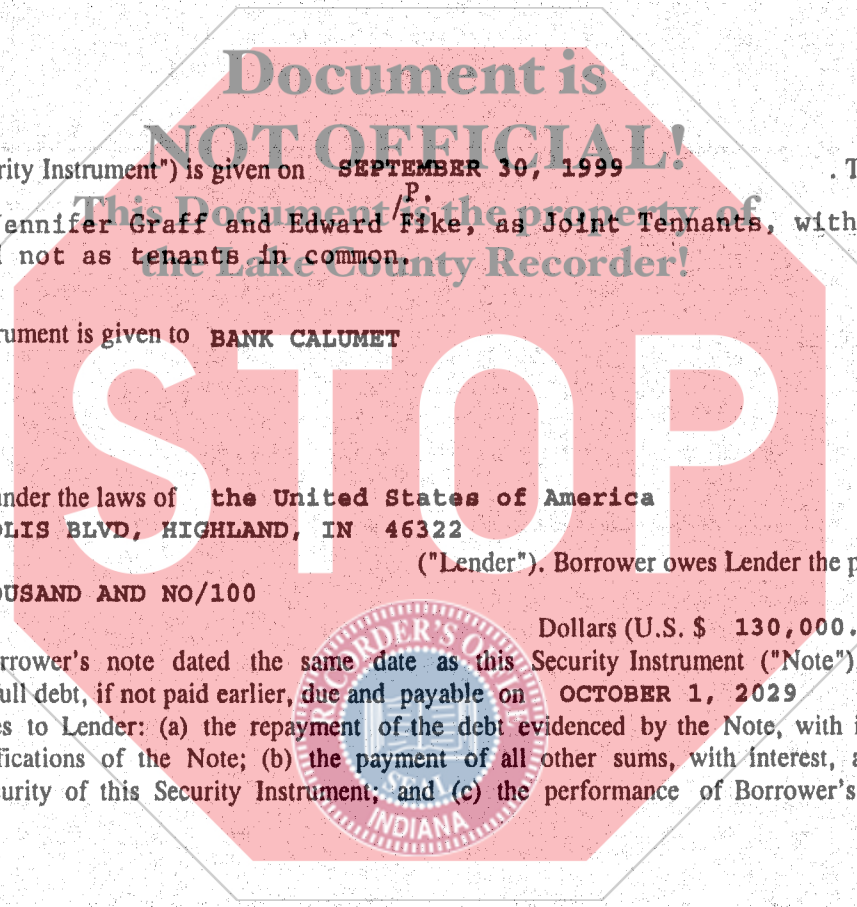 Document is
NOT OFFICIAL!
rity Instrument") is given on SEPTEMBER 30, 1999 . T
P.
This Document is the property of
ennifer Graff and Edward / Fike, as Joint Tennants, with
the Lake County Recorder!
not as tenants in common.
rument is given to BANK CALUMET
STOP
nder the laws of the United States of America
OLIS BLVD, HIGHLAND, IN 46322
("Lender"). Borrower owes Lender the p
OUSAND AND NO/100
Dollars (U.S. $ 130,000.
rrower's note dated the same date as this Security Instrument ("Note")
ull debt, if not paid earlier, due and payable on OCTOBER 1, 2029
es to Lender: (a) the repayment of the debt evidenced by the Note, with i
fications of the Note; (b) the payment of all other sums, with interest, a
urity of this Security Instrument; and (c) the performance of Borrower's
RECORDER'S OFFICE
SEAL
INDIANA